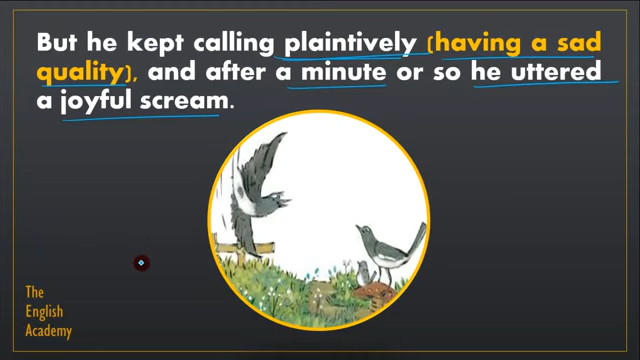 But he kept calling plaintively (having a sad
quality), and after a minute or so he uttered
a joyful scream.
The
English
Academy